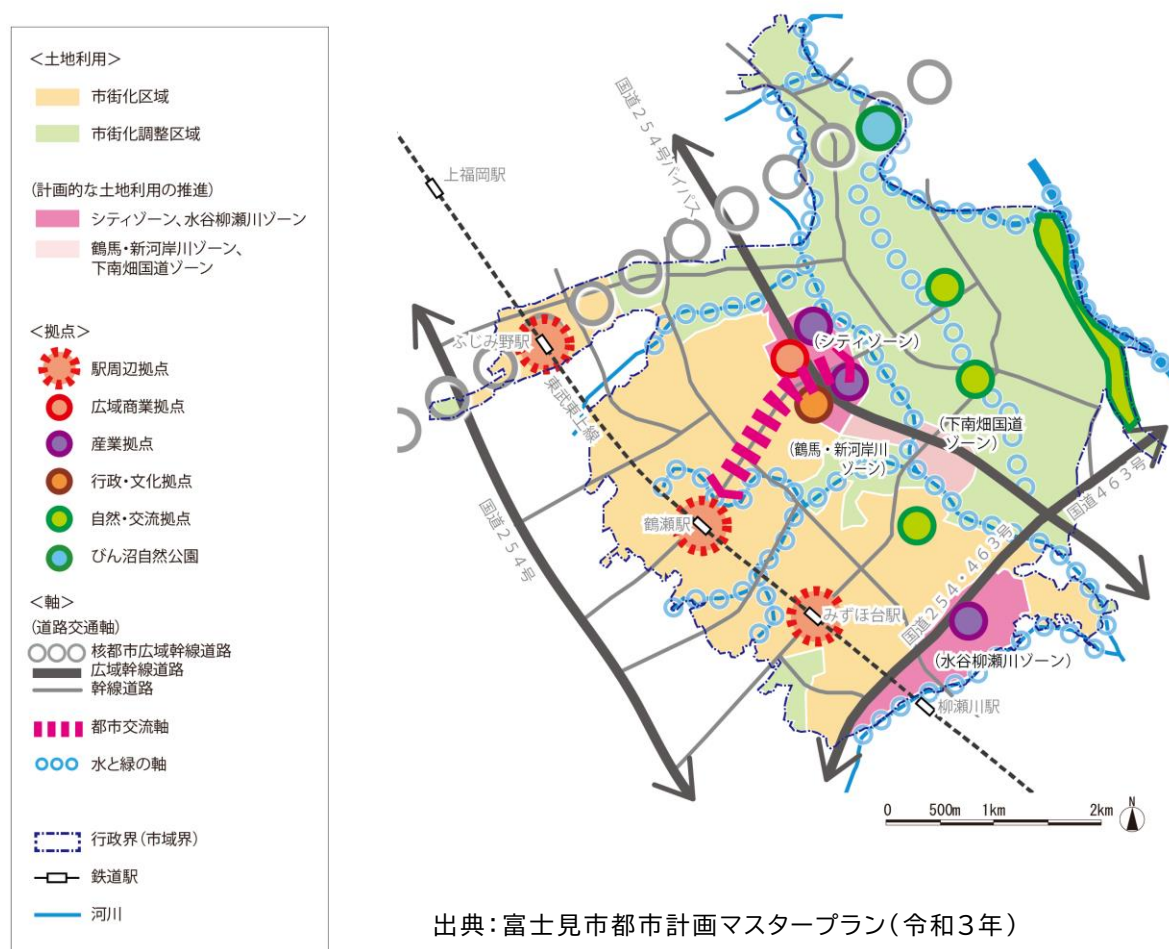 ＜土地利用＞
市街化区域
市街化調整区域
(計画的な土地利用の推進)
シティゾーン、水谷柳瀬川ゾーン
鶴馬・新河岸川ゾーン、
下南畑国道ゾーン
＜拠点＞
駅周辺拠点
広域商業拠点
産業拠点
行政・文化拠点
自然・交流拠点
びん沼自然公園
＜軸＞
(道路交通軸)
核都市広域幹線道路
広域幹線道路
幹線道路
都市交流軸
水と緑の軸
行政界(市域界)
鉄道駅
河川
国道２５４号バイパス
上福岡駅
ふじみ野駅
東武東上線
(シティゾーン)
(下南畑国道
ゾーン)
(鶴馬・新河岸川
ゾーン)
国道４６３号
鶴瀬駅
国道２５４号
国道２５４・４６３号
みずほ台駅
(水谷柳瀬川ゾーン)
柳瀬川駅
0 500m 1km 2km
N
出典：富士見市都市計画マスタープラン(令和３年)